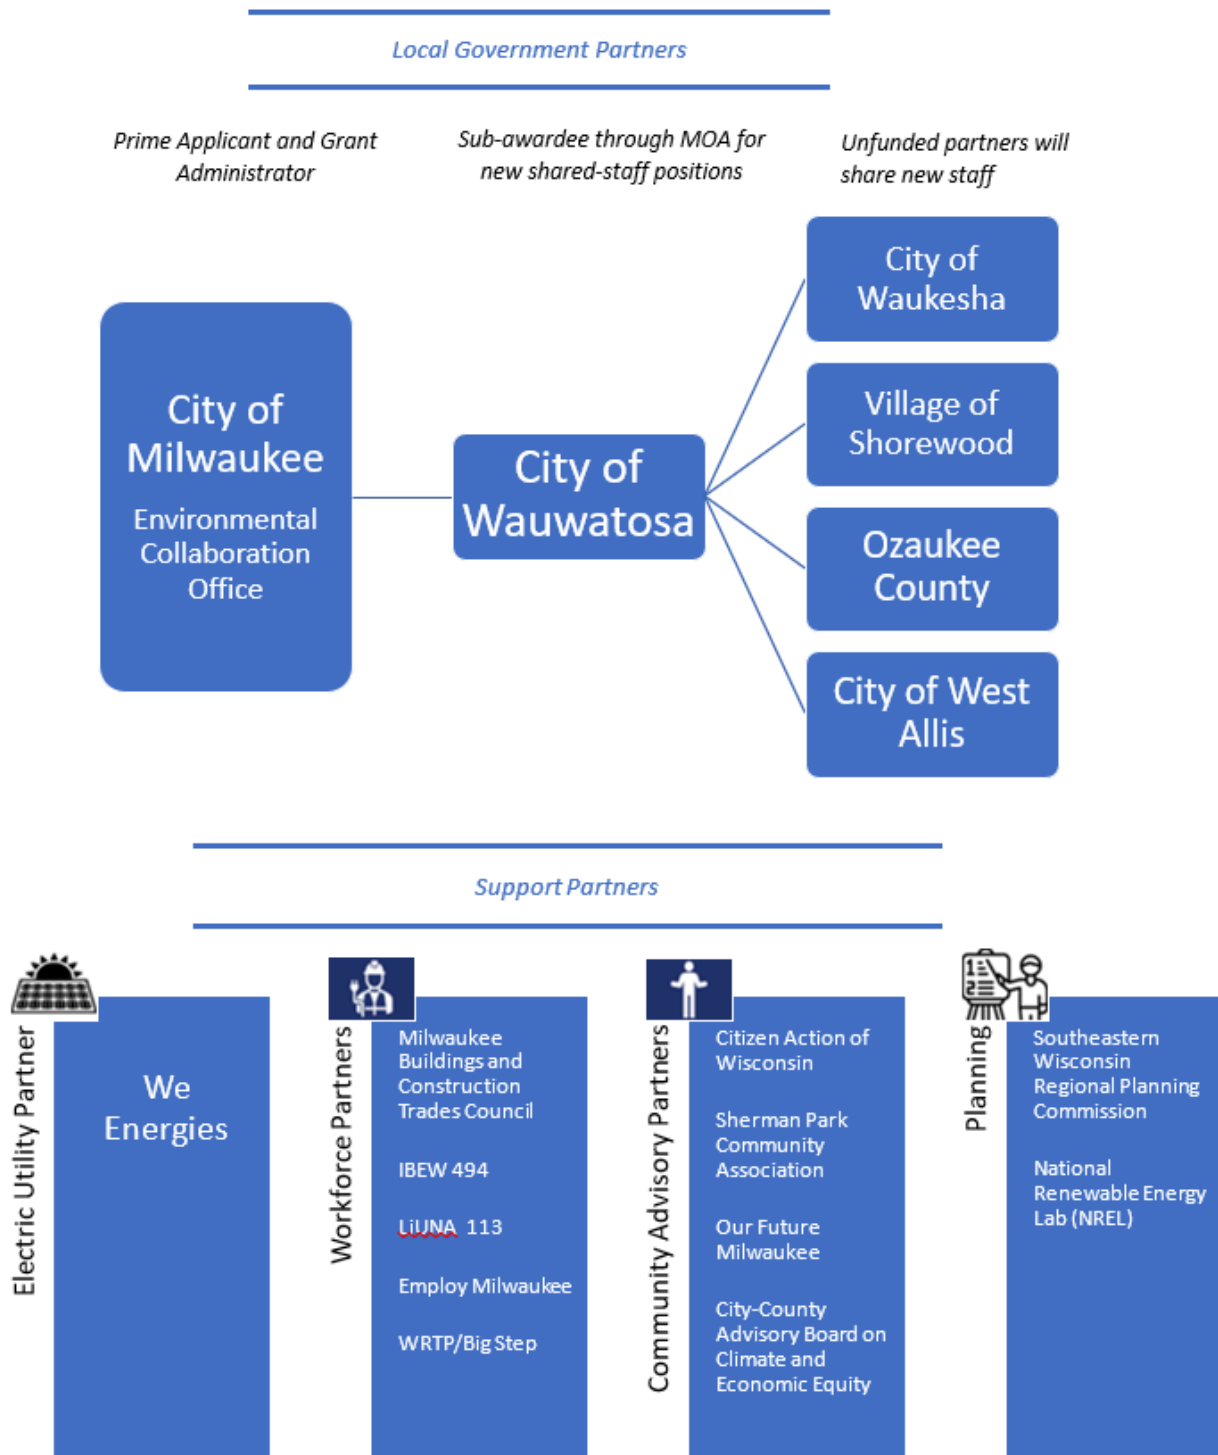 Local Government Partners
Prime Applicant and Grant
Administrator
Sub-awardee through MOA for
new shared-staff positions
Unfunded partners will
share new staff
City of
Milwaukee
Environmental
Collaboration
Office
City of
Wauwatosa
City of
Waukesha
Village of
Shorewood
Ozaukee
County
City of West
Allis
Support Partners
Electric Utility Partner
We
Energies
Workforce Partners
Milwaukee
Buildings and
Construction
Trades Council
IBEW 494
LiUNA 113
Employ Milwaukee
WRTP/Big Step
Community Advisory Partners
Citizen Action of
Wisconsin
Sherman Park
Community
Association
Our Future
Milwaukee
City-County
Advisory Board on
Climate and
Economic Equity
1
2
Planning
Southeastern
Wisconsin
Regional Planning
Commission
National
Renewable Energy
Lab (NREL)